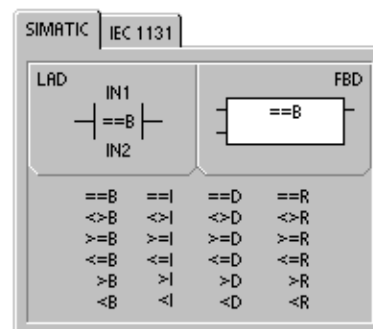 SIMATIC IEC 1131
LAD FBD
IN1
==B ==B
IN2
==B ==I ==D ==R
<>B <>I <>D <>R
>=B >=I >=D >=R
<=B <=I <=D <=R
>B >I >D >R
<B <I <D <R